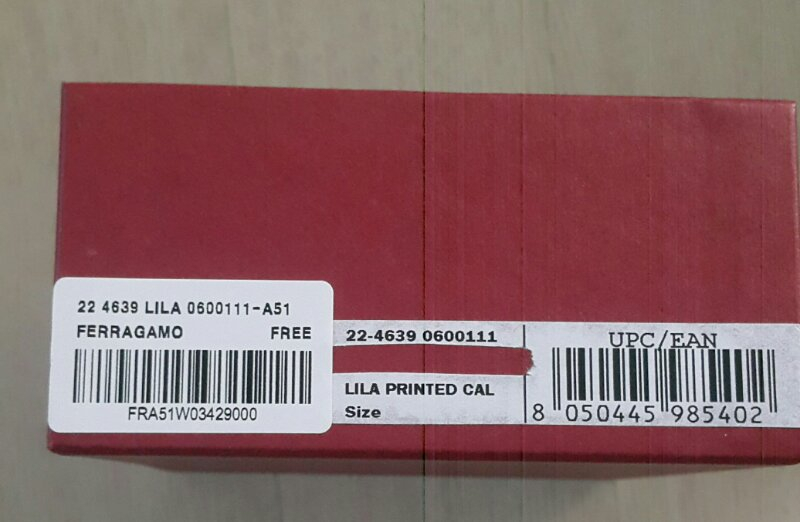 22 4639 LILA 0600111-A51
FERRAGAMO FREE
FRA51W03429000
22-4639 0600111
LILA PRINTED CAL
Size
UPC/EAN
8 050445 985402